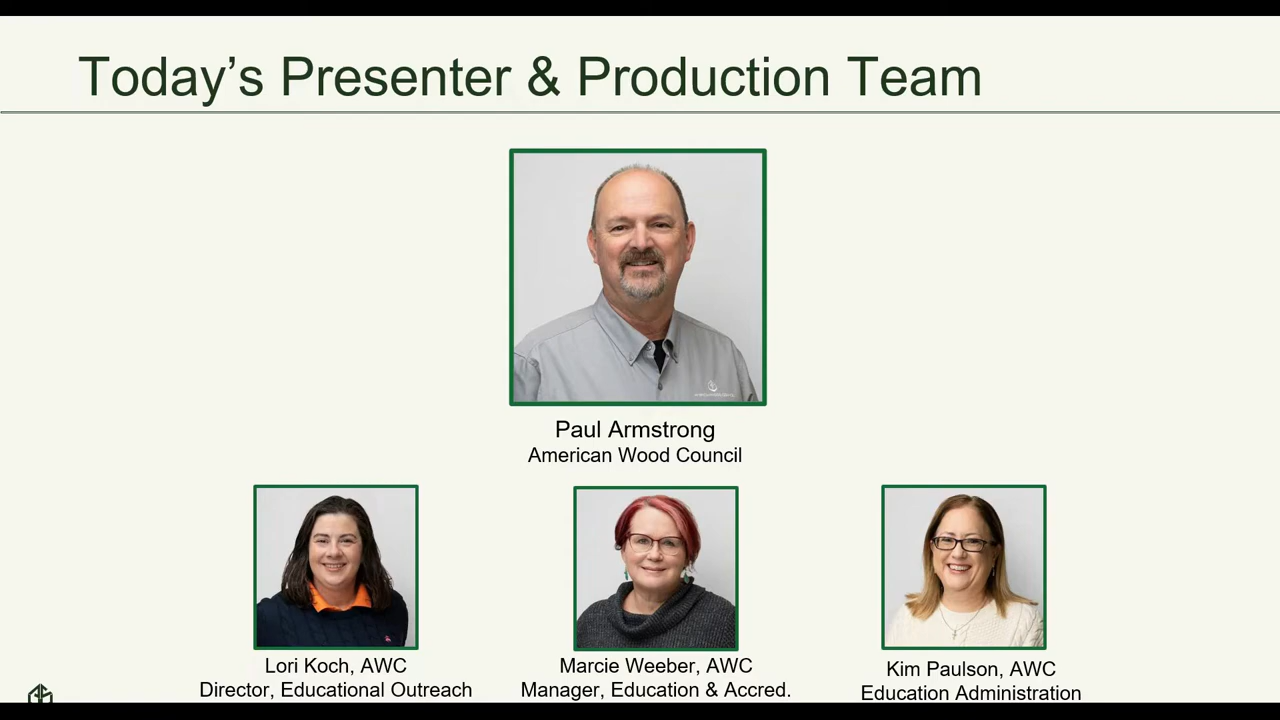 Today’s Presenter & Production Team
Paul Armstrong
American Wood Council
Lori Koch, AWC
Director, Educational Outreach
Marcie Weeber, AWC
Manager, Education & Accred.
Kim Paulson, AWC
Education Administration